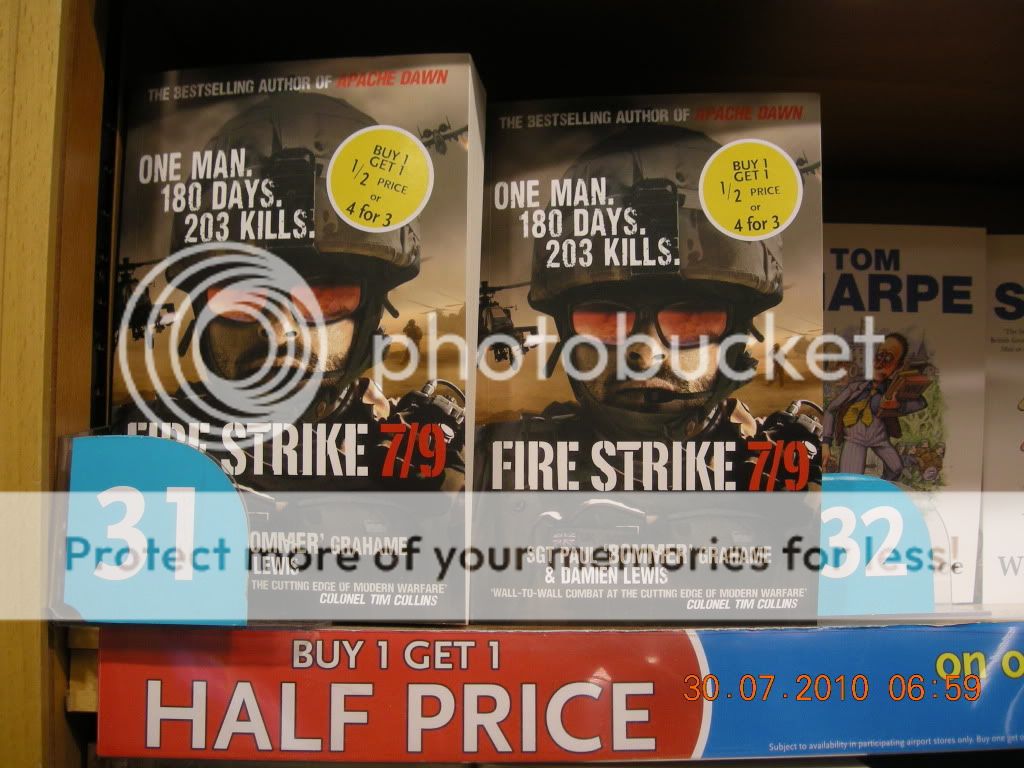 THE BESTSELLING AUTHOR OF APACHE DAWN
ONE MAN.
180 DAYS.
203 KILLS.
BUY 1
GET 1
1/2 PRICE
or
4 for 3
FIRE STRIKE 7/9
OMMER' GRAHAME
LEWIS
THE CUTTING EDGE OF MODERN WARFARE'
COLONEL TIM COLLINS
31
THE BESTSELLING AUTHOR OF APACHE DAWN
ONE MAN.
180 DAYS.
203 KILLS.
BUY 1
GET 1
1/2 PRICE
or
4 for 3
FIRE STRIKE 7/9
SGT PAUL 'BOMMER' GRAHAME
& DAMIEN LEWIS
'WALL-TO-WALL COMBAT AT THE CUTTING EDGE OF MODERN WARFARE'
COLONEL TIM COLLINS
TOM
ARPE
32
S
W
photobucket
Protect more of your memories for less!
BUY 1 GET 1
HALF PRICE
on o
30.07.2010 06:59
Subject to availability in participating airport stores only. Buy one get o